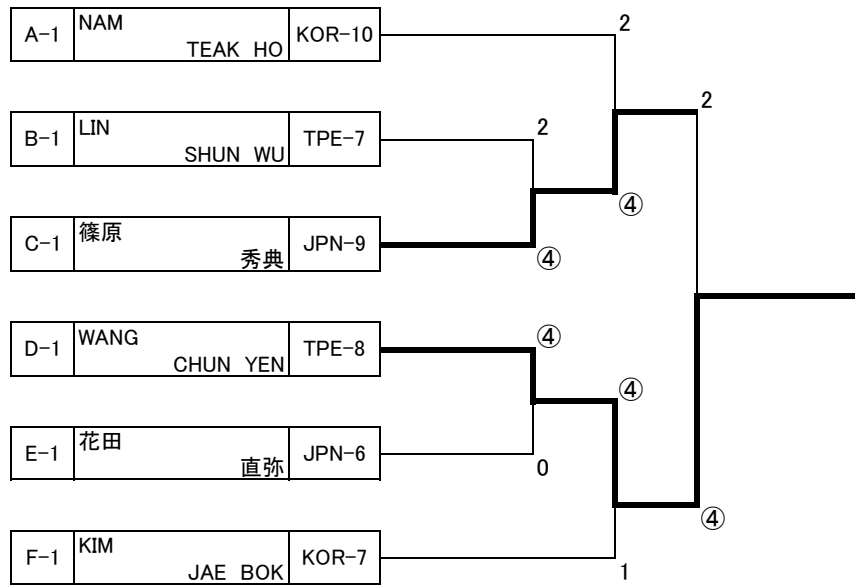 A-1 NAM TEAK HO KOR-10
2
2
B-1 LIN SHUN WU TPE-7
2
④
C-1 篠原 秀典 JPN-9
④
④
D-1 WANG CHUN YEN TPE-8
④
E-1 花田 直弥 JPN-6
0
④
F-1 KIM JAE BOK KOR-7
1